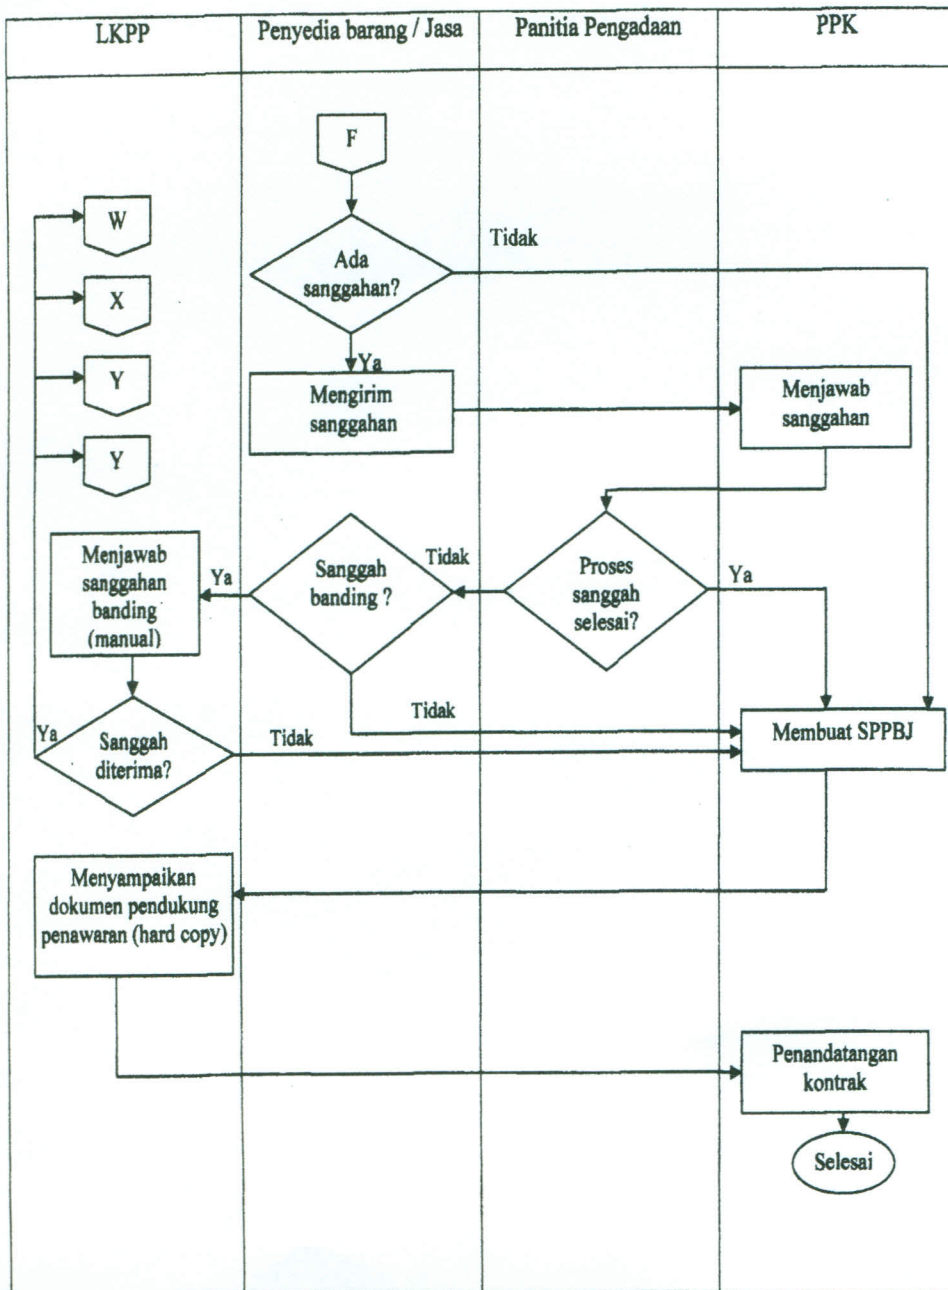 LKPP
Penyedia barang / Jasa
Panitia Pengadaan
PPK
F
W
X
Y
Y
Ada
sanggahan?
Tidak
Ya
Mengirim
sanggahan
Menjawab
sanggahan
Proses
sanggah
selesai?
Ya
Tidak
Sanggah
banding ?
Ya
Tidak
Menjawab
sanggahan
banding
(manual)
Sanggah
diterima?
Ya
Tidak
Membuat SPPBJ
Menyampaikan
dokumen pendukung
penawaran (hard copy)
Penandatangan
kontrak
Selesai